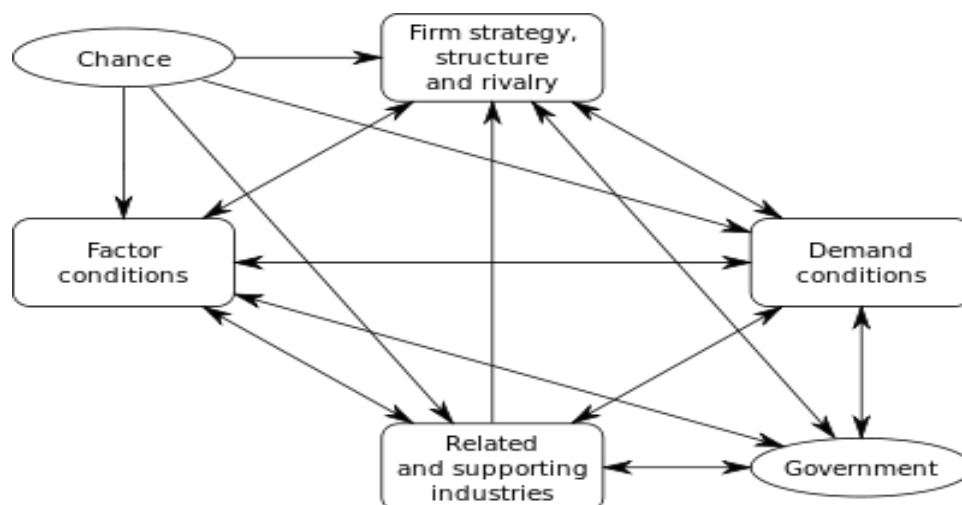 Chance
Firm strategy,
structure
and rivalry
Factor
conditions
Demand
conditions
Related
and supporting
industries
Government